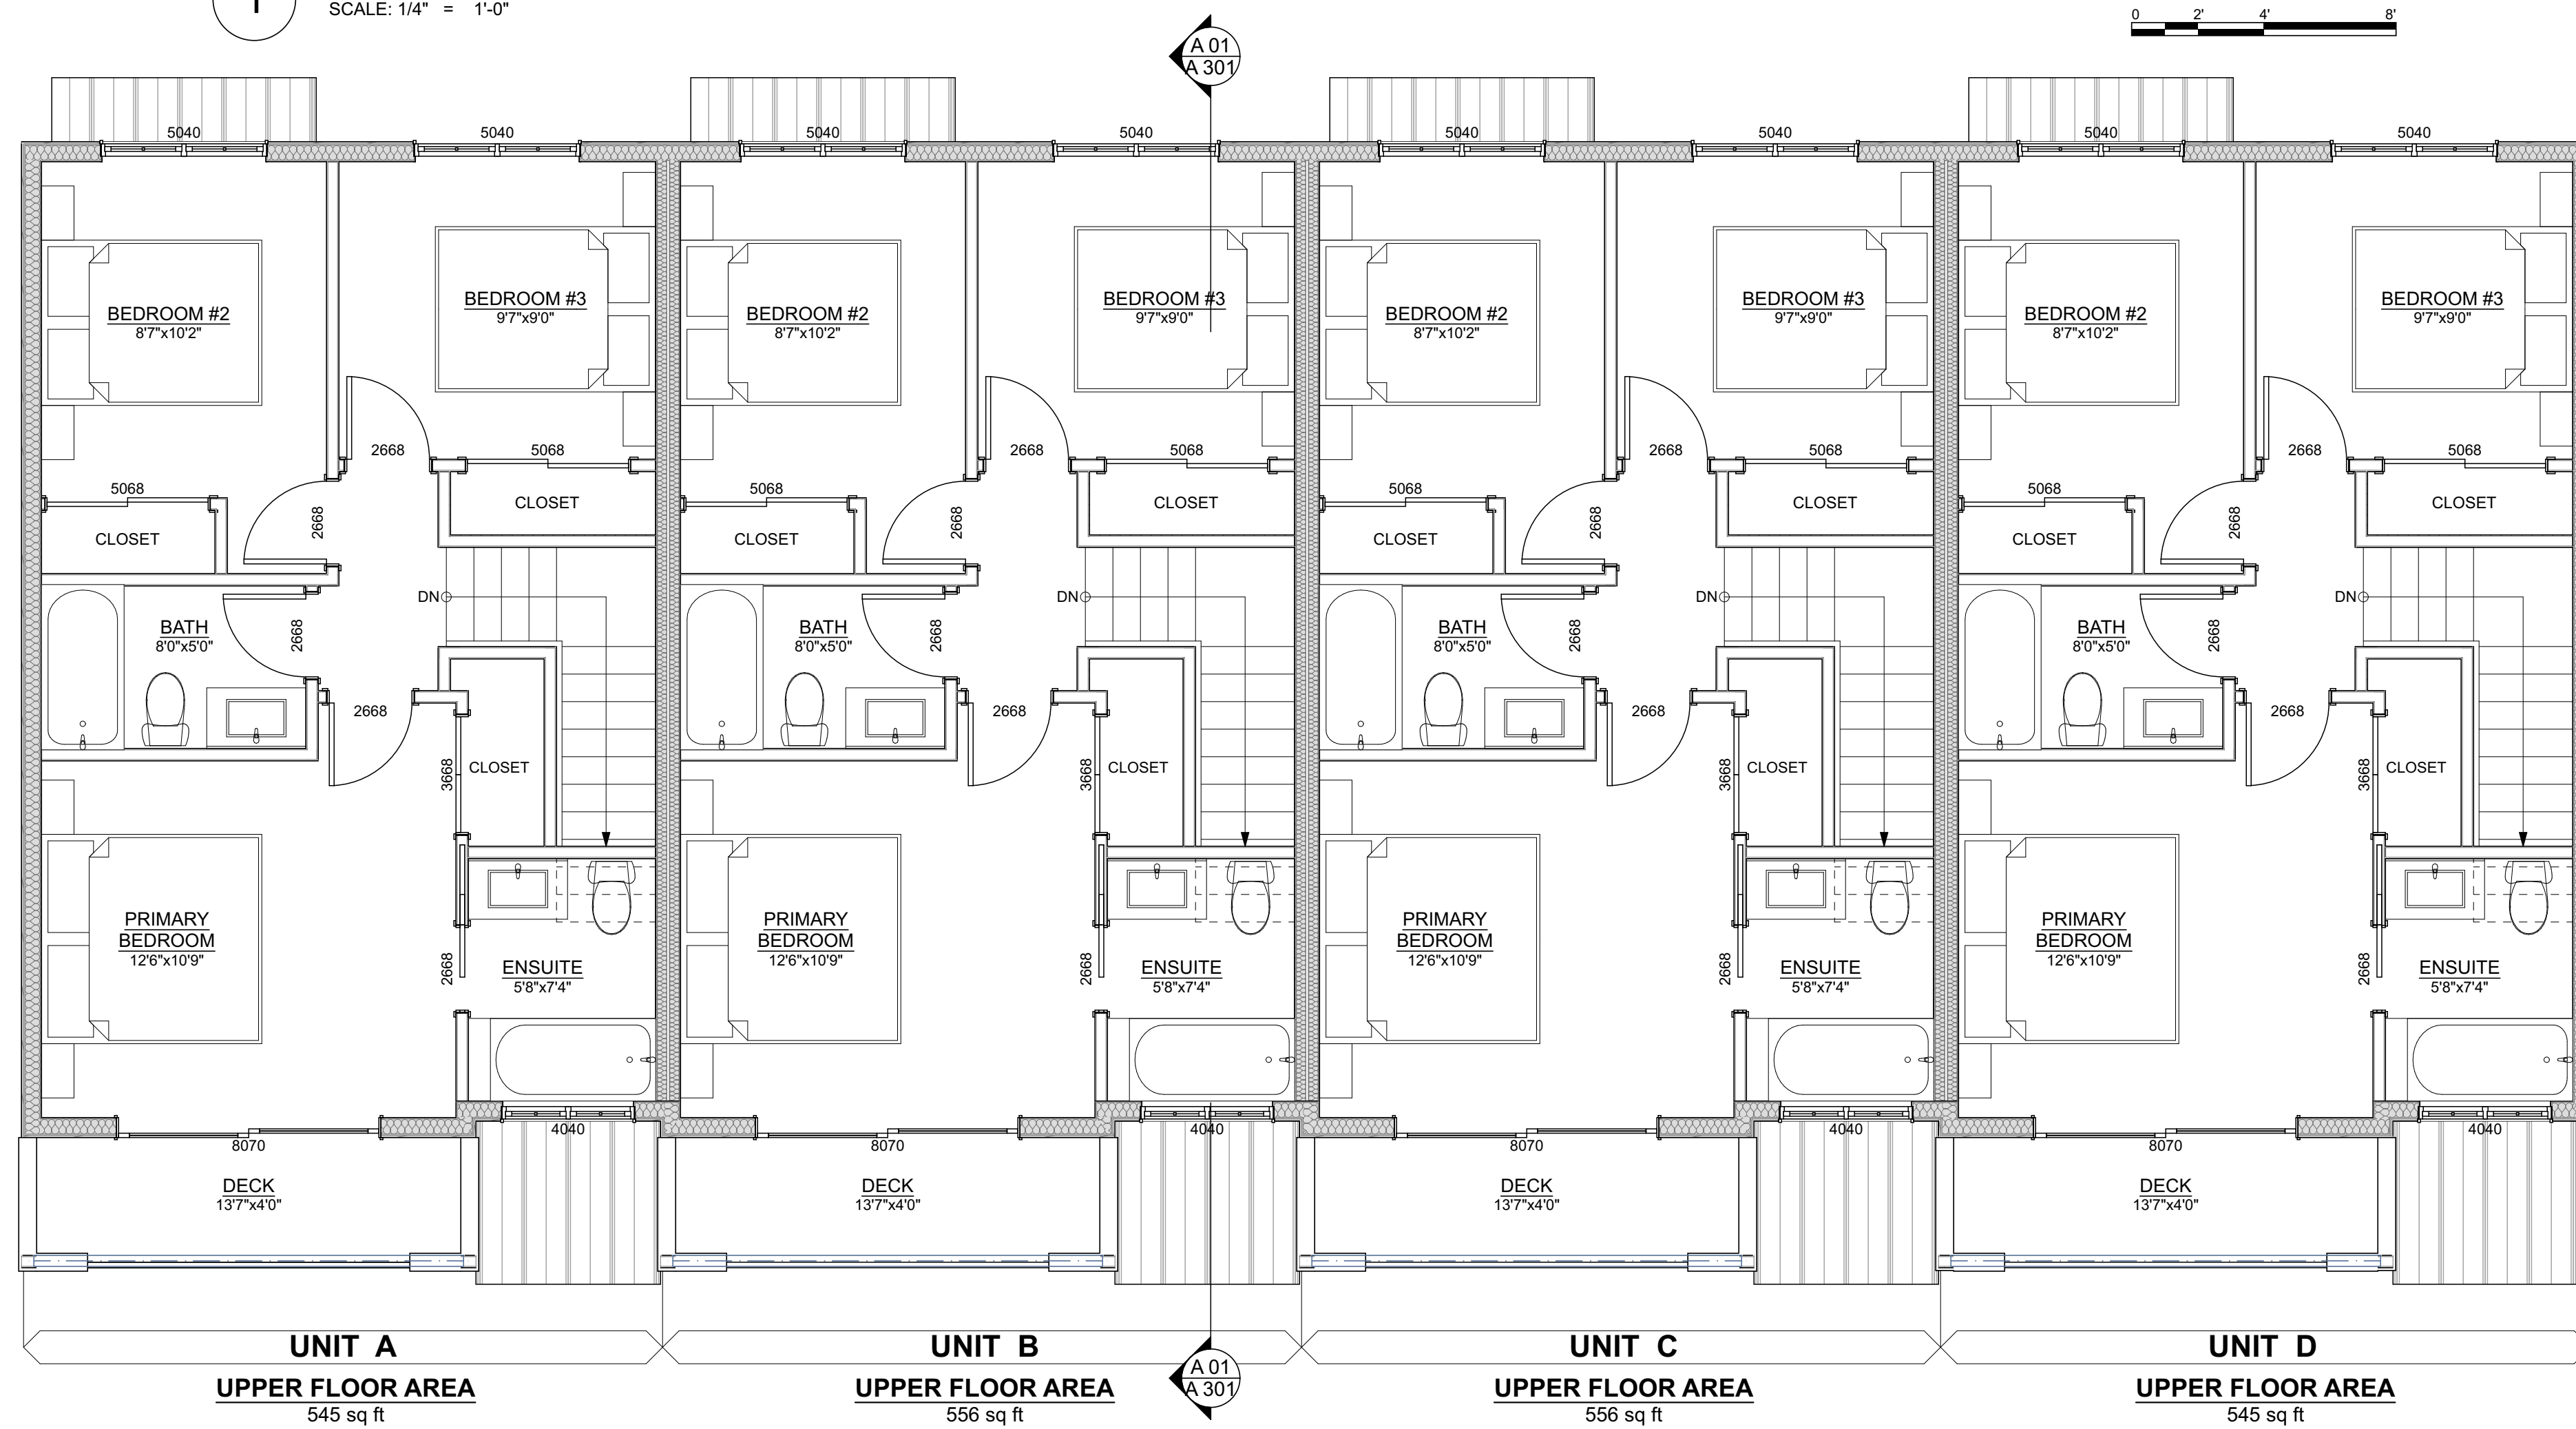 1
SCALE: 1/4" = 1'-0"
0 2' 4' 8'
A 01
A 301
5040 5040 5040 5040 5040 5040 5040 5040
BEDROOM #3 BEDROOM #3 BEDROOM #3 BEDROOM #3
9'7"x9'0" 9'7"x9'0" 9'7"x9'0" 9'7"x9'0"
BEDROOM #2 BEDROOM #2 BEDROOM #2 BEDROOM #2
8'7"x10'2" 8'7"x10'2" 8'7"x10'2" 8'7"x10'2"
2668 5068 2668 5068 2668 5068 2668 5068
5068 5068 5068 5068
CLOSET CLOSET CLOSET CLOSET
2668 2668 2668 2668
CLOSET CLOSET CLOSET CLOSET
DN DN DN DN
BATH BATH BATH BATH
8'0"x5'0" 8'0"x5'0" 8'0"x5'0" 8'0"x5'0"
2668 2668 2668 2668
2668 2668 2668 2668
3668 CLOSET 3668 CLOSET 3668 CLOSET 3668 CLOSET
PRIMARY PRIMARY PRIMARY PRIMARY
BEDROOM BEDROOM BEDROOM BEDROOM
12'6"x10'9" 12'6"x10'9" 12'6"x10'9" 12'6"x10'9"
2668 ENSUITE 2668 ENSUITE 2668 ENSUITE 2668 ENSUITE
5'8"x7'4" 5'8"x7'4" 5'8"x7'4" 5'8"x7'4"
4040 4040 4040 4040
8070 8070 8070 8070
DECK DECK DECK DECK
13'7"x4'0" 13'7"x4'0" 13'7"x4'0" 13'7"x4'0"
UNIT A UNIT B UNIT C UNIT D
A 01
A 301
UPPER FLOOR AREA UPPER FLOOR AREA UPPER FLOOR AREA UPPER FLOOR AREA
545 sq ft 556 sq ft 556 sq ft 545 sq ft